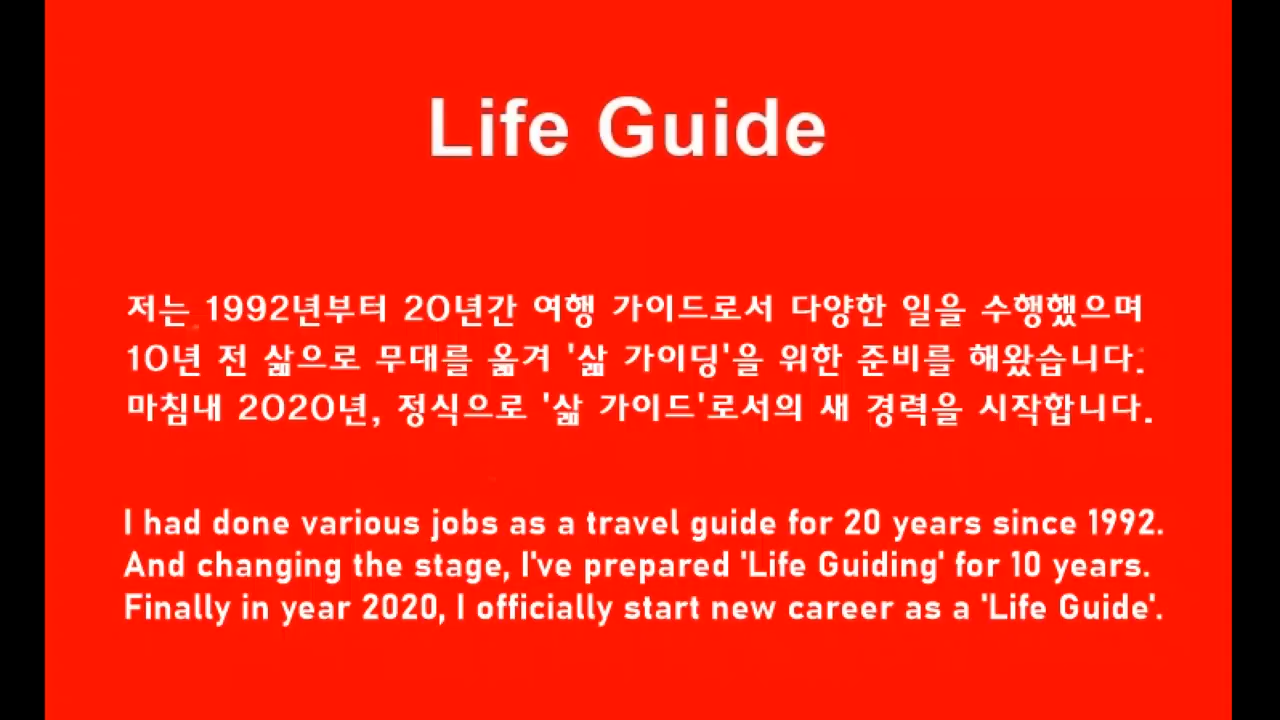 Life Guide
저는 1992년부터 20년간 여행 가이드로서 다양한 일을 수행했으며
10년 전 삶으로 무대를 옮겨 '삶 가이딩'을 위한 준비를 해왔습니다.
마침내 2020년, 정식으로 '삶 가이드'로서의 새 경력을 시작합니다.
I had done various jobs as a travel guide for 20 years since 1992.
And changing the stage, I've prepared 'Life Guiding' for 10 years.
Finally in year 2020, I officially start new career as a 'Life Guide'.